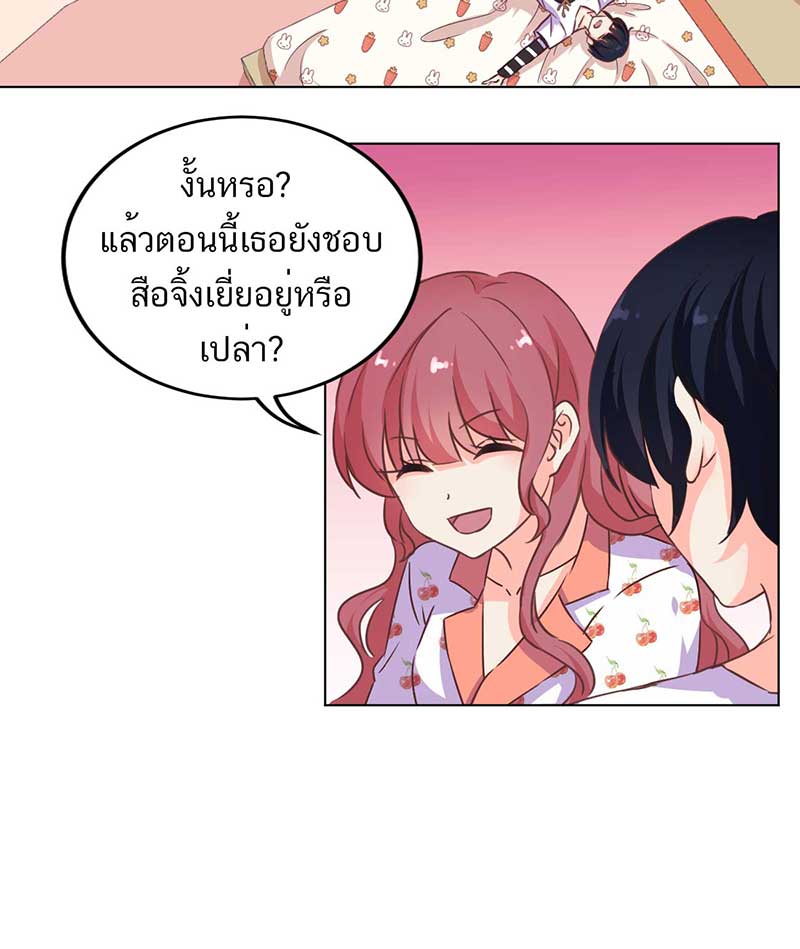 งั้นหรอ?
แล้วตอนนี้เธอยังชอบ
สือจิ้งเยี่ยอยู่หรือ
เปล่า?